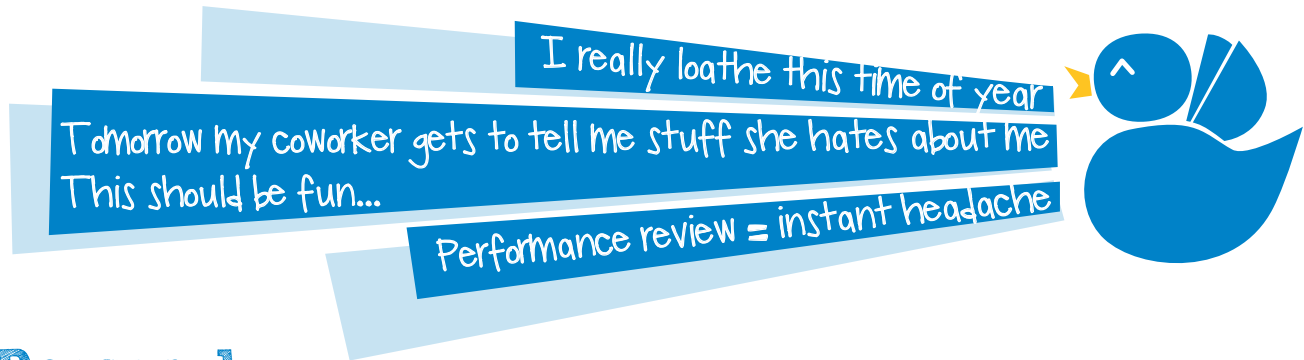 I really loathe this time of year
Tomorrow my coworker gets to tell me stuff she hates about me
This should be fun...
Performance review = instant headache